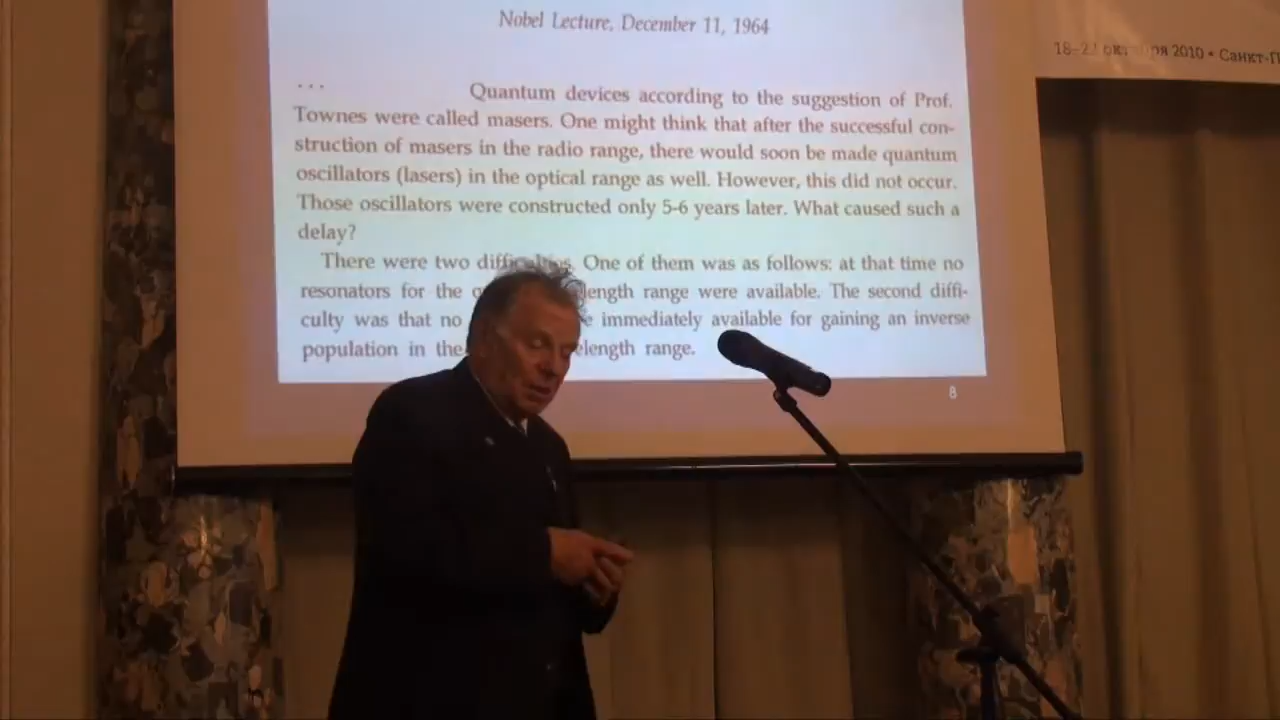 Nobel Lecture, December 11, 1964
18-2 2010 • Санкт-П
... Quantum devices according to the suggestion of Prof.
Townes were called masers. One might think that after the successful con-
struction of masers in the radio range, there would soon be made quantum
oscillators (lasers) in the optical range as well. However, this did not occur.
Those oscillators were constructed only 5-6 years later. What caused such a
delay?
There were two difficulties. One of them was as follows: at that time no
resonators for the length range were available. The second diffi-
culty was that no immediately available for gaining an inverse
population in the elength range.
8